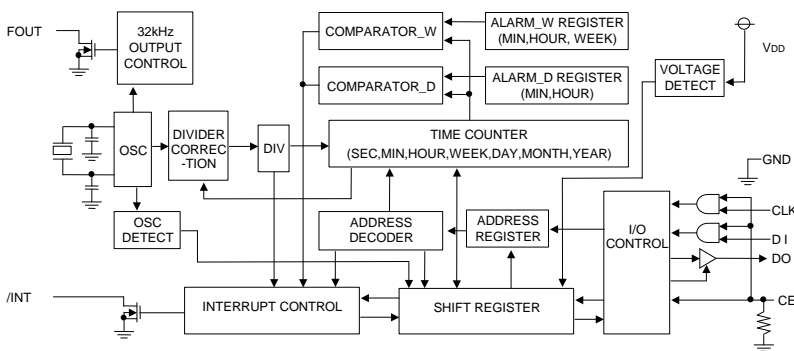 FOUT
32kHz
OUTPUT
CONTROL
COMPARATOR_W
ALARM_W REGISTER
(MIN,HOUR, WEEK)
COMPARATOR_D
ALARM_D REGISTER
(MIN,HOUR)
VOLTAGE
DETECT
VDD
OSC
DIVIDER
CORREC
-TION
DIV
TIME COUNTER
(SEC,MIN,HOUR,WEEK,DAY,MONTH,YEAR)
GND
OSC
DETECT
ADDRESS
DECODER
ADDRESS
REGISTER
I/O
CONTROL
CLK
D I
DO
CE
/INT
INTERRUPT CONTROL
SHIFT REGISTER